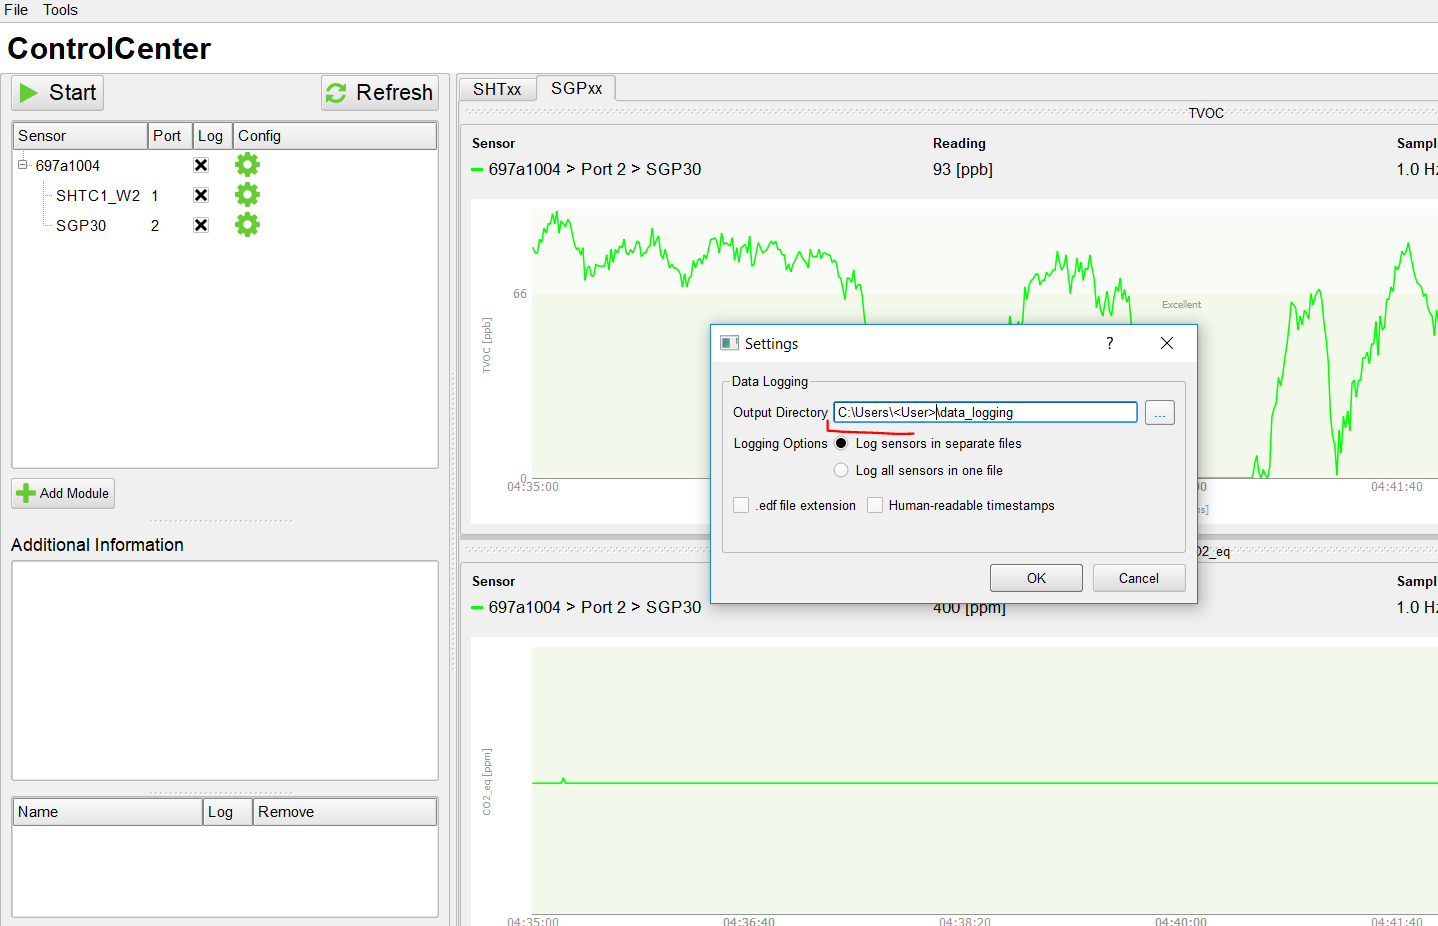 File Tools
ControlCenter
Start Refresh
Sensor Port Log Config
697a1004
SHTC1_W2 1
SGP30 2
Add Module
Additional Information
Name Log Remove
SHTxx SGPxx
TVOC
Sensor Reading Sampl
697a1004 > Port 2 > SGP30 93 [ppb] 1.0 Hz
66
Excellent
TVOC [ppb]
0
04:35:00 00 04:41:40
ks]
Settings ?
Data Logging
Output Directory C:\Users\<User>\data_logging ...
Logging Options Log sensors in separate files
Log all sensors in one file
.edf file extension Human-readable timestamps
OK Cancel
O2_eq
Sensor Sampl
697a1004 > Port 2 > SGP30 400 [ppm] 1.0 Hz
CO2_eq [ppm]
04:35:00 04:36:40 04:38:20 04:40:00 04:41:40